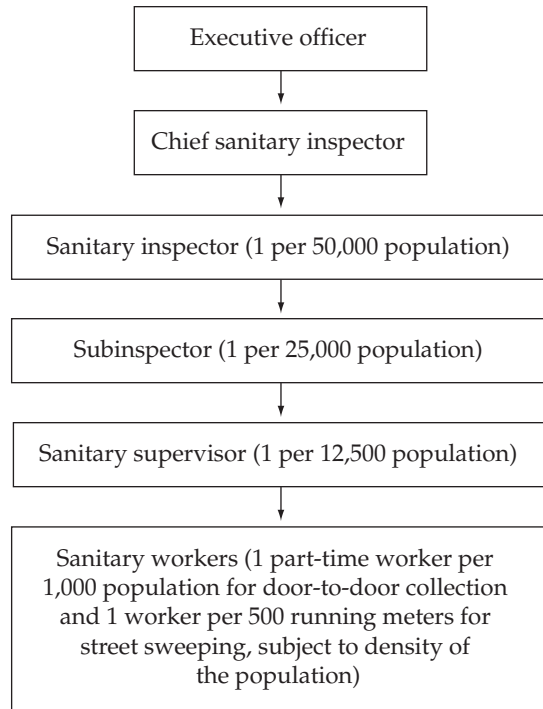 Executive officer
Chief sanitary inspector
Sanitary inspector (1 per 50,000 population)
Subinspector (1 per 25,000 population)
Sanitary supervisor (1 per 12,500 population)
Sanitary workers (1 part-time worker per
1,000 population for door-to-door collection
and 1 worker per 500 running meters for
street sweeping, subject to density of
the population)